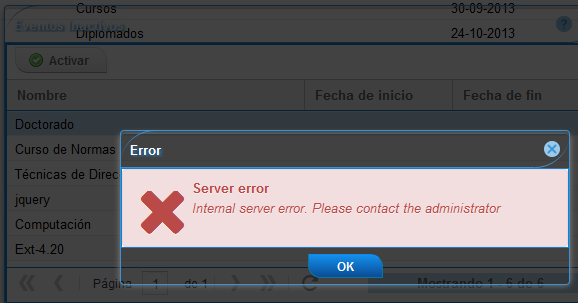 Cursos 30-09-2013
Eventos Inactivos ?
Diplomados 24-10-2013
Activar
Nombre Fecha de inicio Fecha de fin
Doctorado
Error
Curso de Normas
Server error
Técnicas de Direc
Internal server error. Please contact the administrator
jquery
Computación
Ext-4.20
OK
Página 1 de 1 Mostrando 1 - 6 de 6